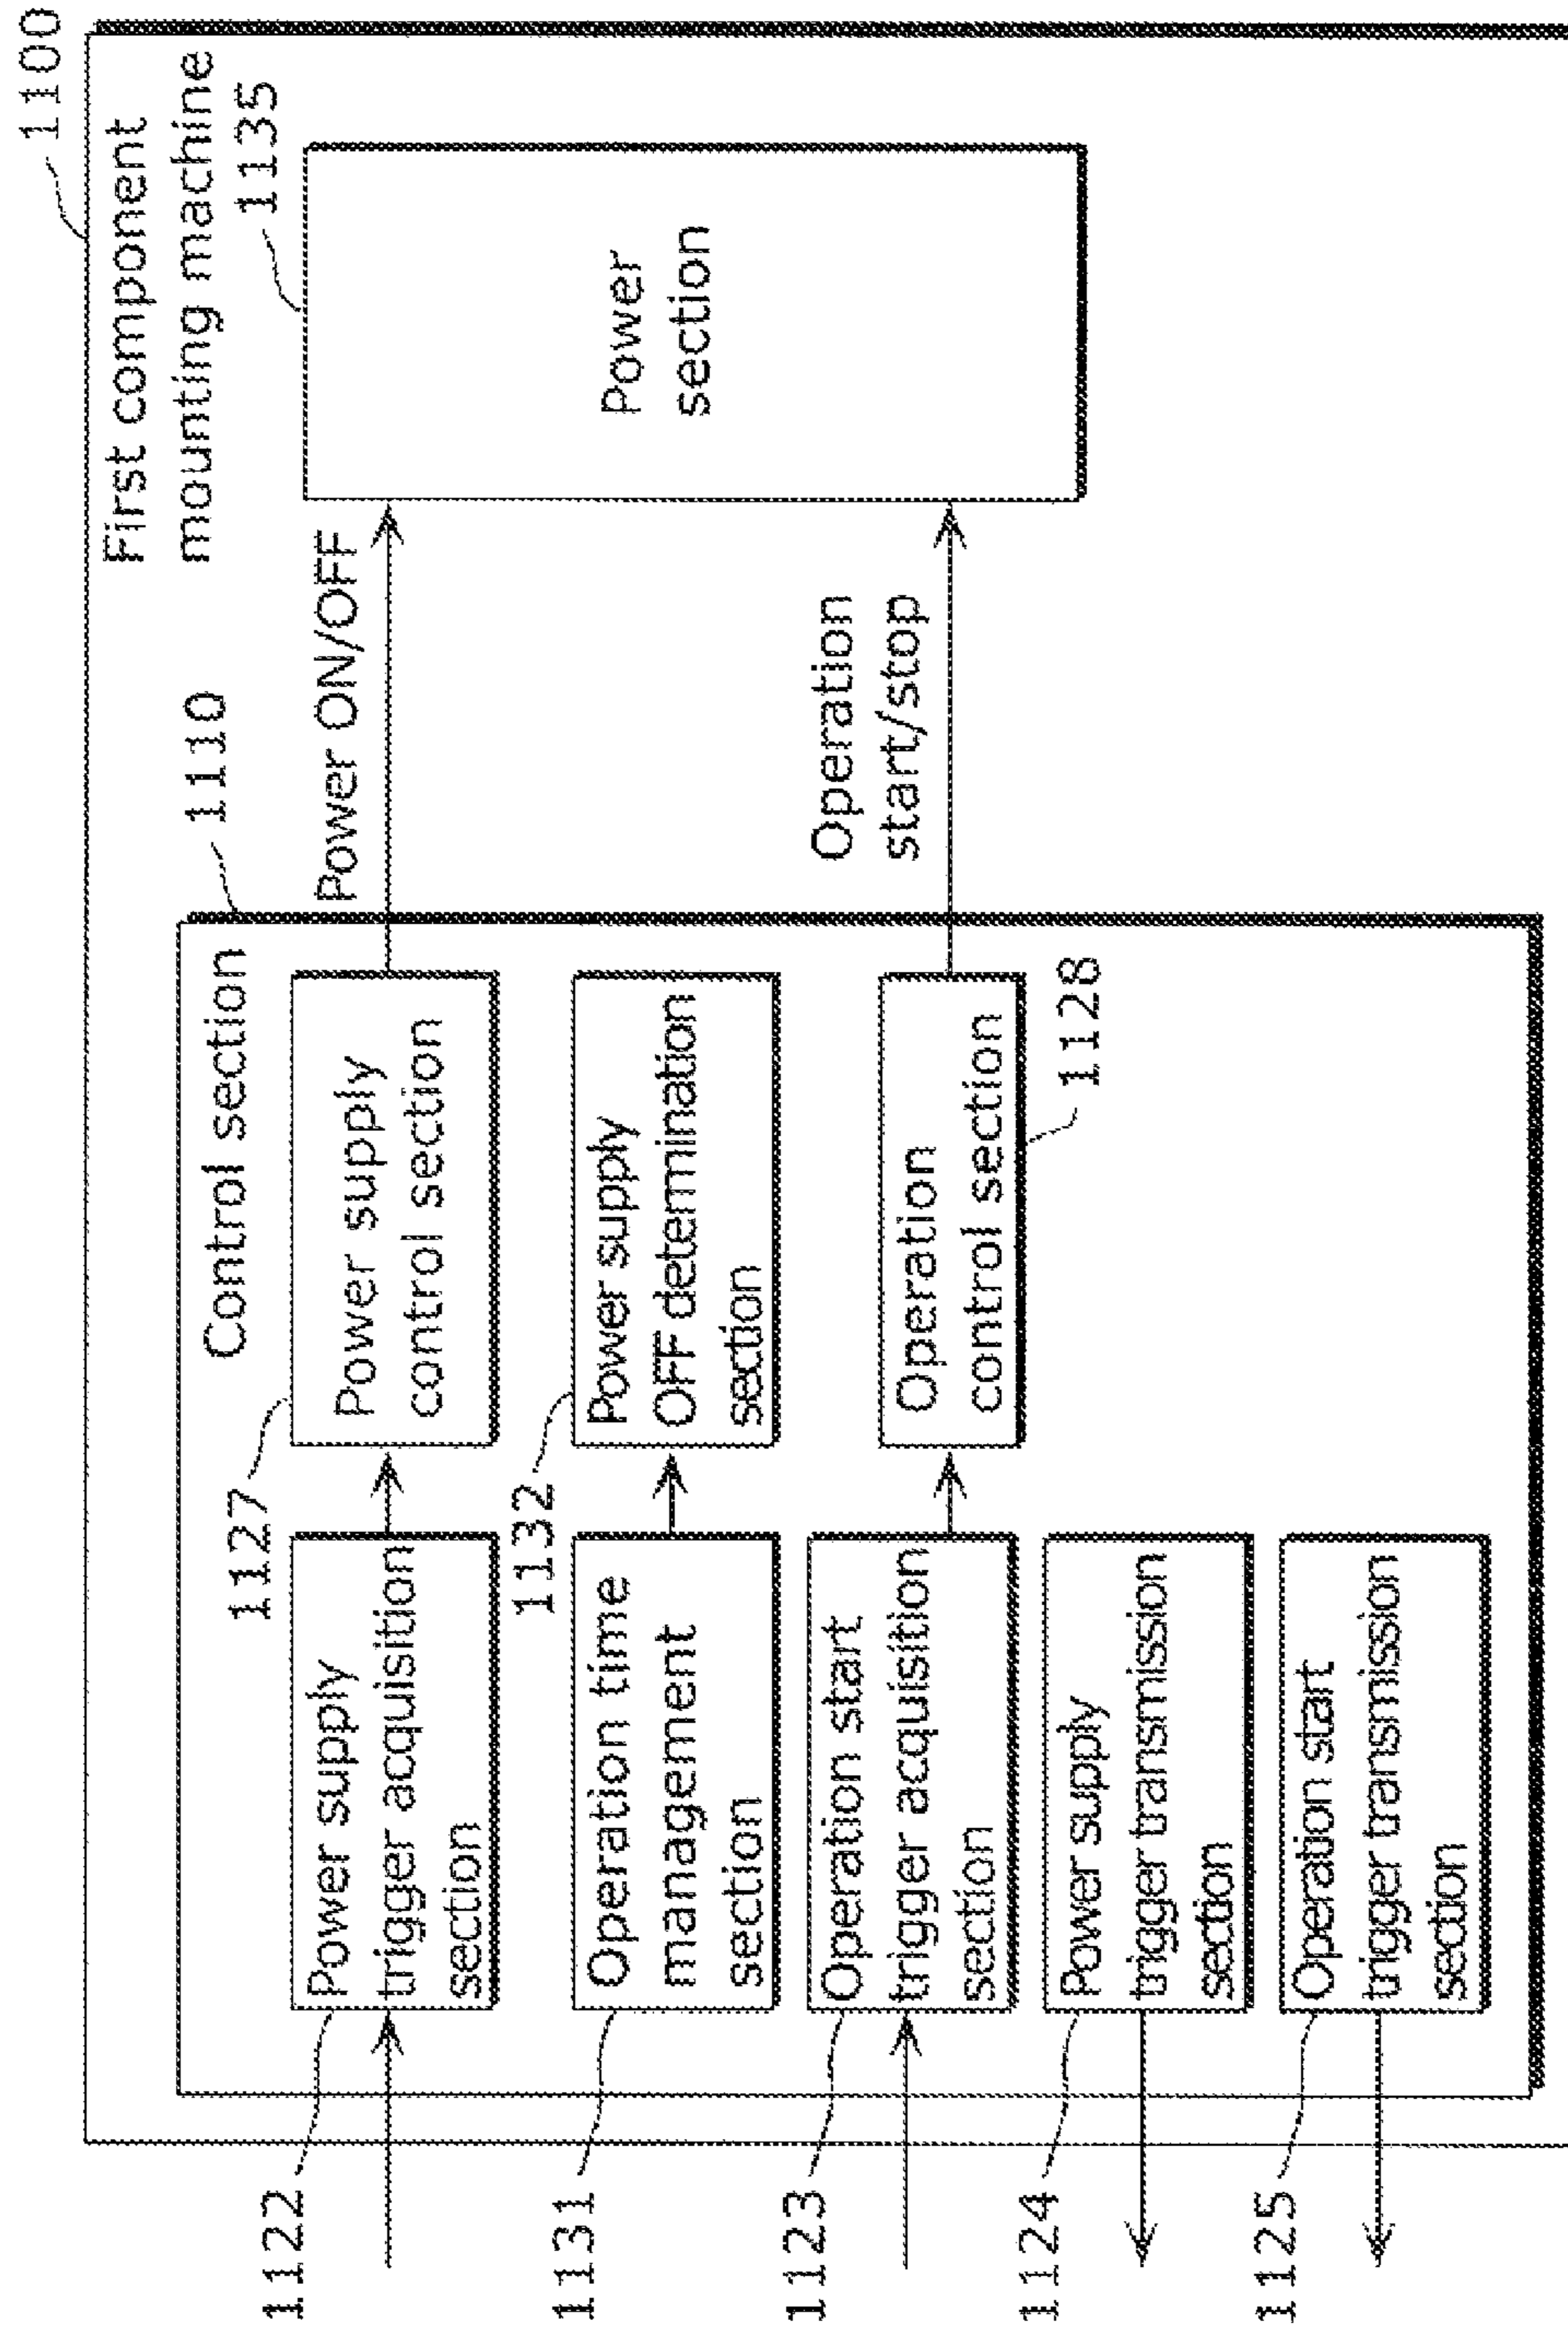 1100
First component
mounting machine
1110
Control section
1135
Power
section
Power ON/OFF
Operation
start/stop
1127
Power supply
control section
1132
Power supply
OFF determination
section
Operation
control section
1128
1122
Power supply
trigger acquisition
section
1131
Operation time
management
section
1123
Operation start
trigger acquisition
section
1124
Power supply
trigger transmission
section
1125
Operation start
trigger transmission
section